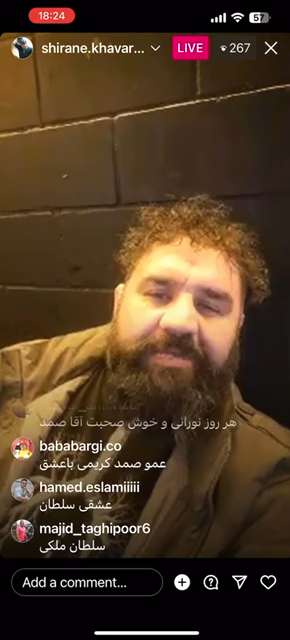 18:24
57
shirane.khavar...
LIVE
267
هر روز نورانی و خوش صحبت آقا صمد
bababargi.co
عمو صمد کریمی باعشق
hamed.eslamiiiii
عشقی سلطان
majid_taghipoor6
سلطان ملکی
Add a comment...